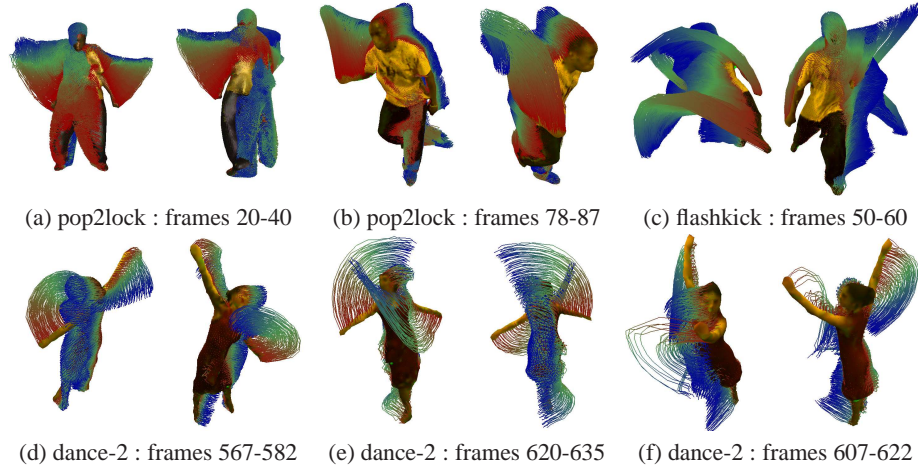 (a) pop2lock : frames 20-40
(b) pop2lock : frames 78-87
(c) flashkick : frames 50-60
(d) dance-2 : frames 567-582
(e) dance-2 : frames 620-635
(f) dance-2 : frames 607-622